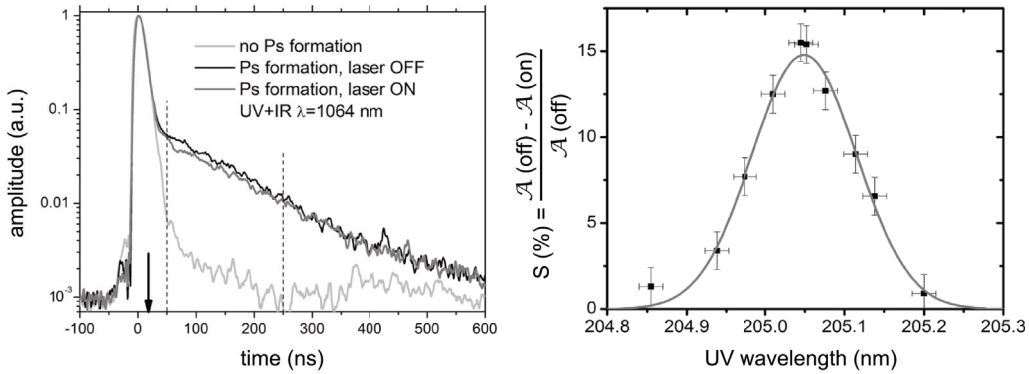 amplitude (a.u.)
1
0.1
0.01
10⁻³
no Ps formation
Ps formation, laser OFF
Ps formation, laser ON
UV+IR λ=1064 nm
-100 0 100 200 300 400 500 600
time (ns)
S (%) = 𝒜 (off) - 𝒜 (on)
𝒜 (off)
15
10
5
0
204.8 204.9 205.0 205.1 205.2 205.3
UV wavelength (nm)